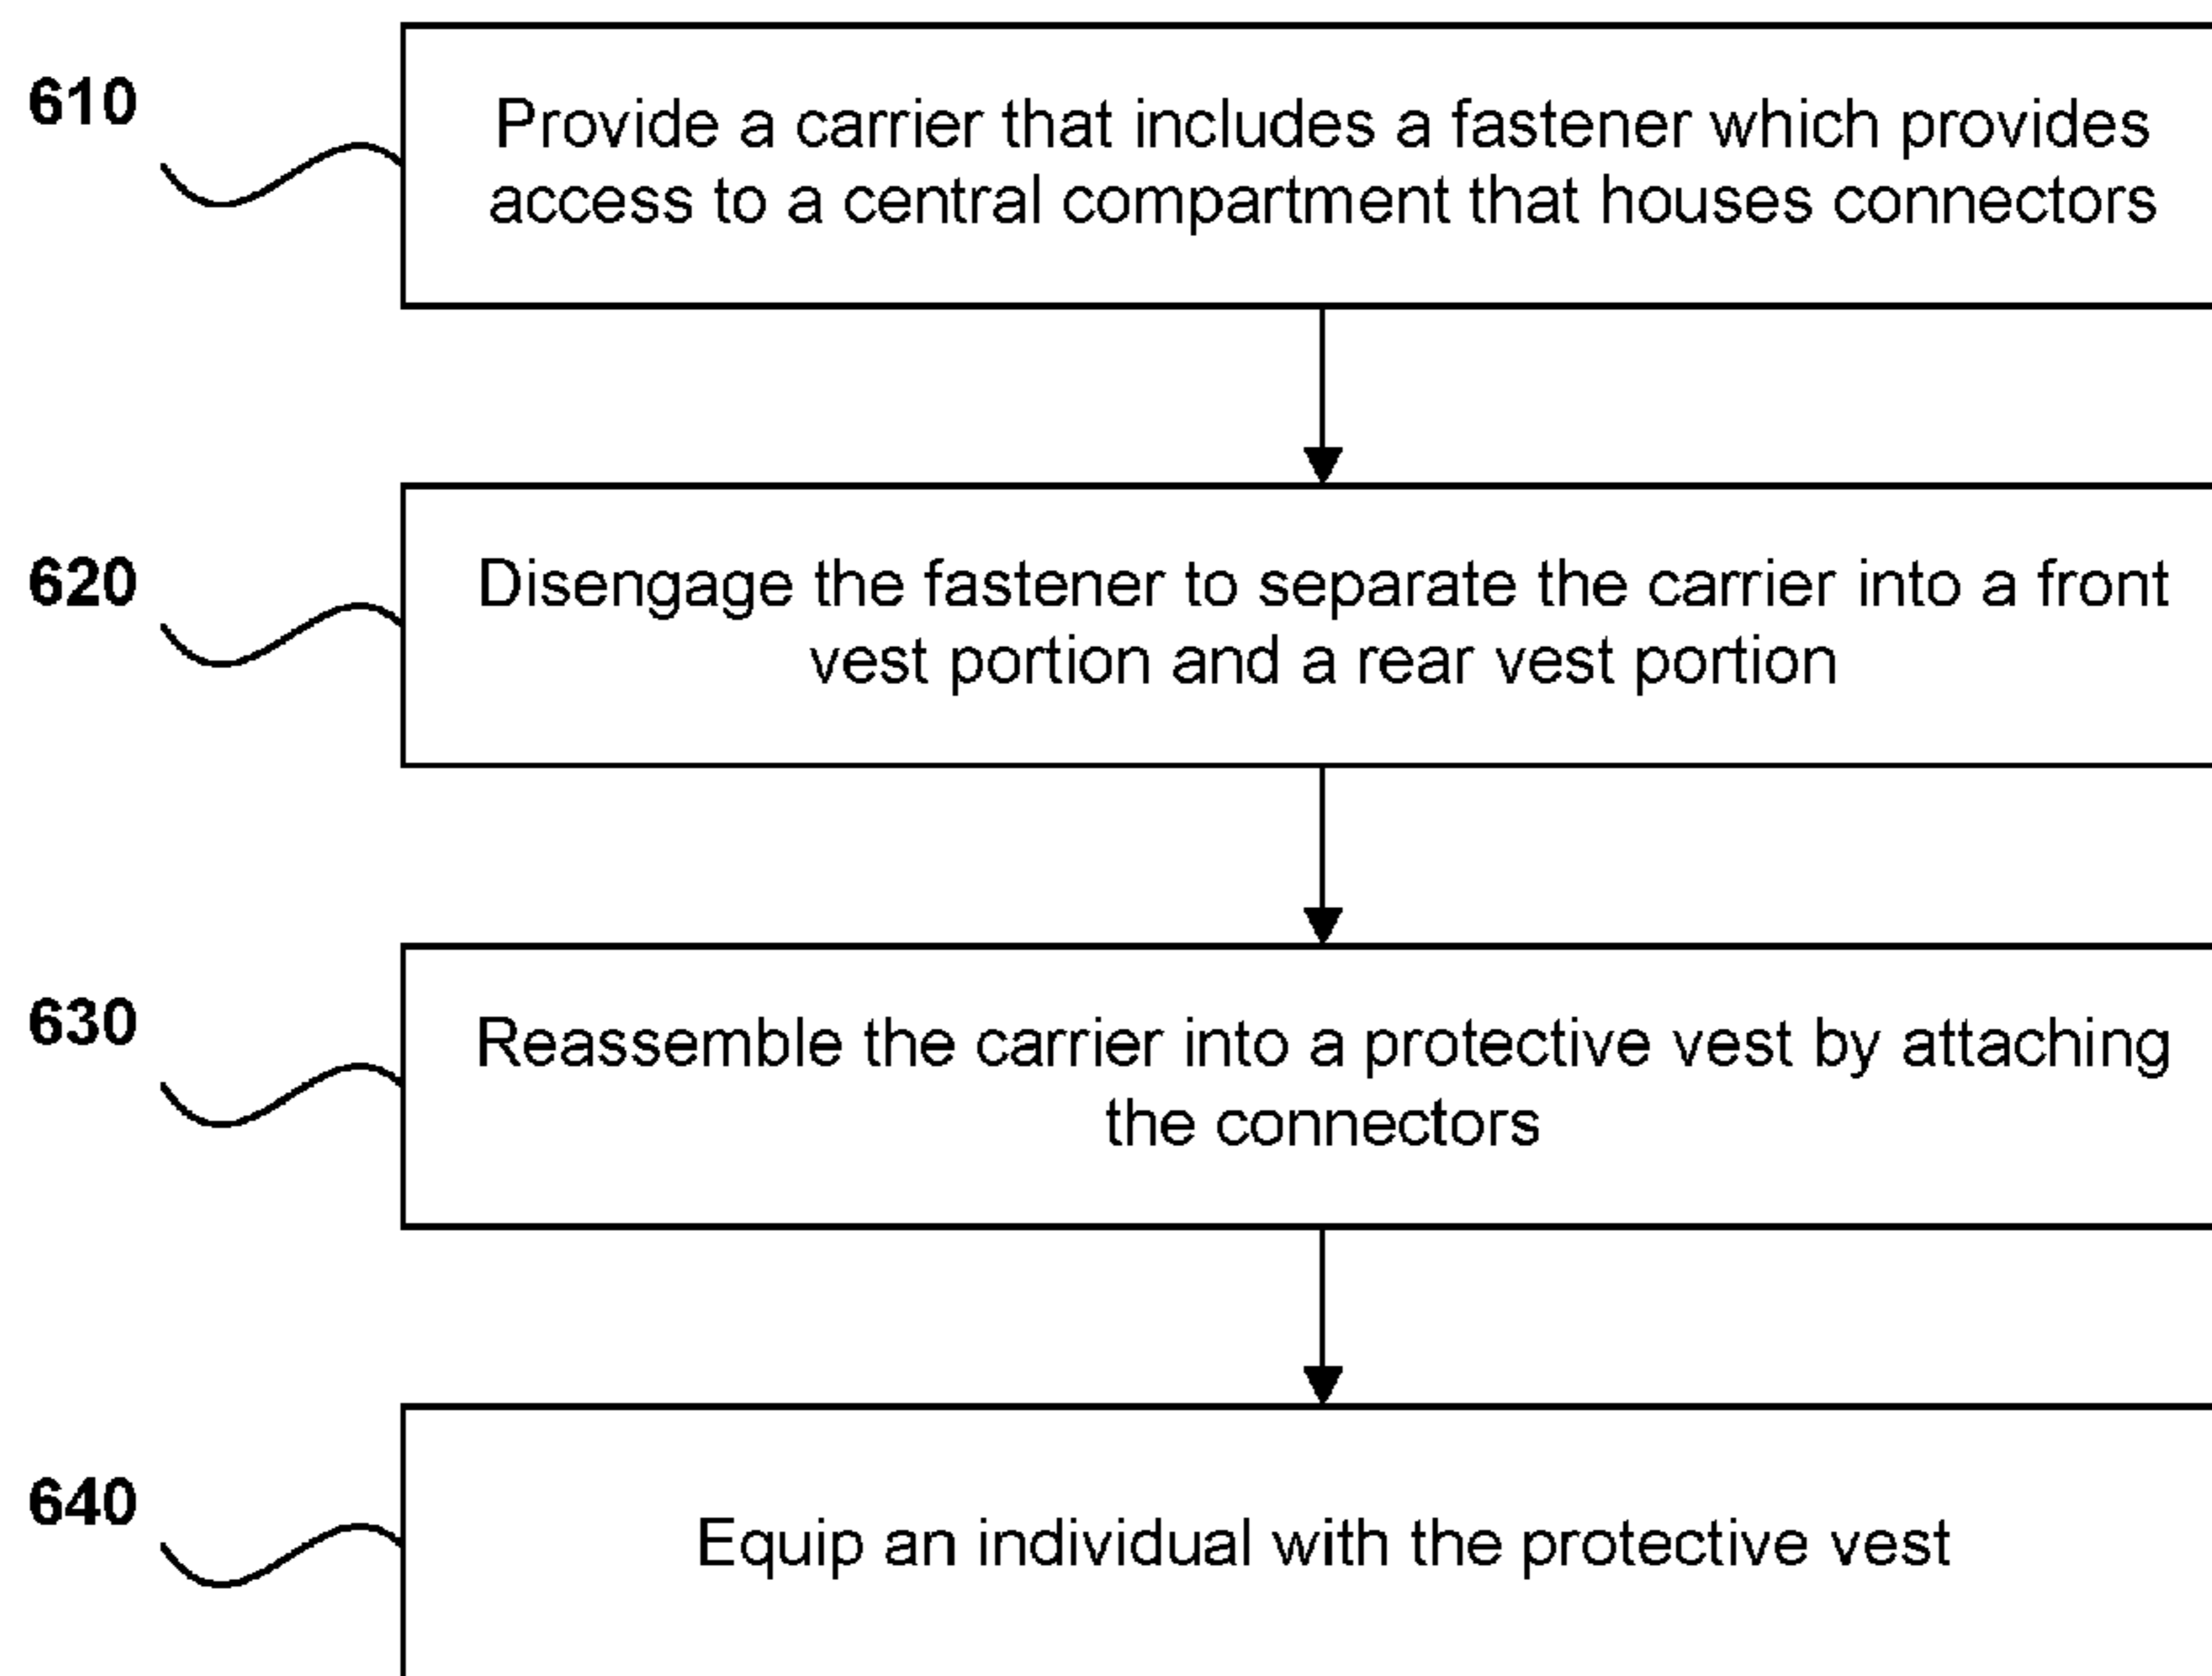 610
Provide a carrier that includes a fastener which provides
access to a central compartment that houses connectors
620
Disengage the fastener to separate the carrier into a front
vest portion and a rear vest portion
630
Reassemble the carrier into a protective vest by attaching
the connectors
640
Equip an individual with the protective vest